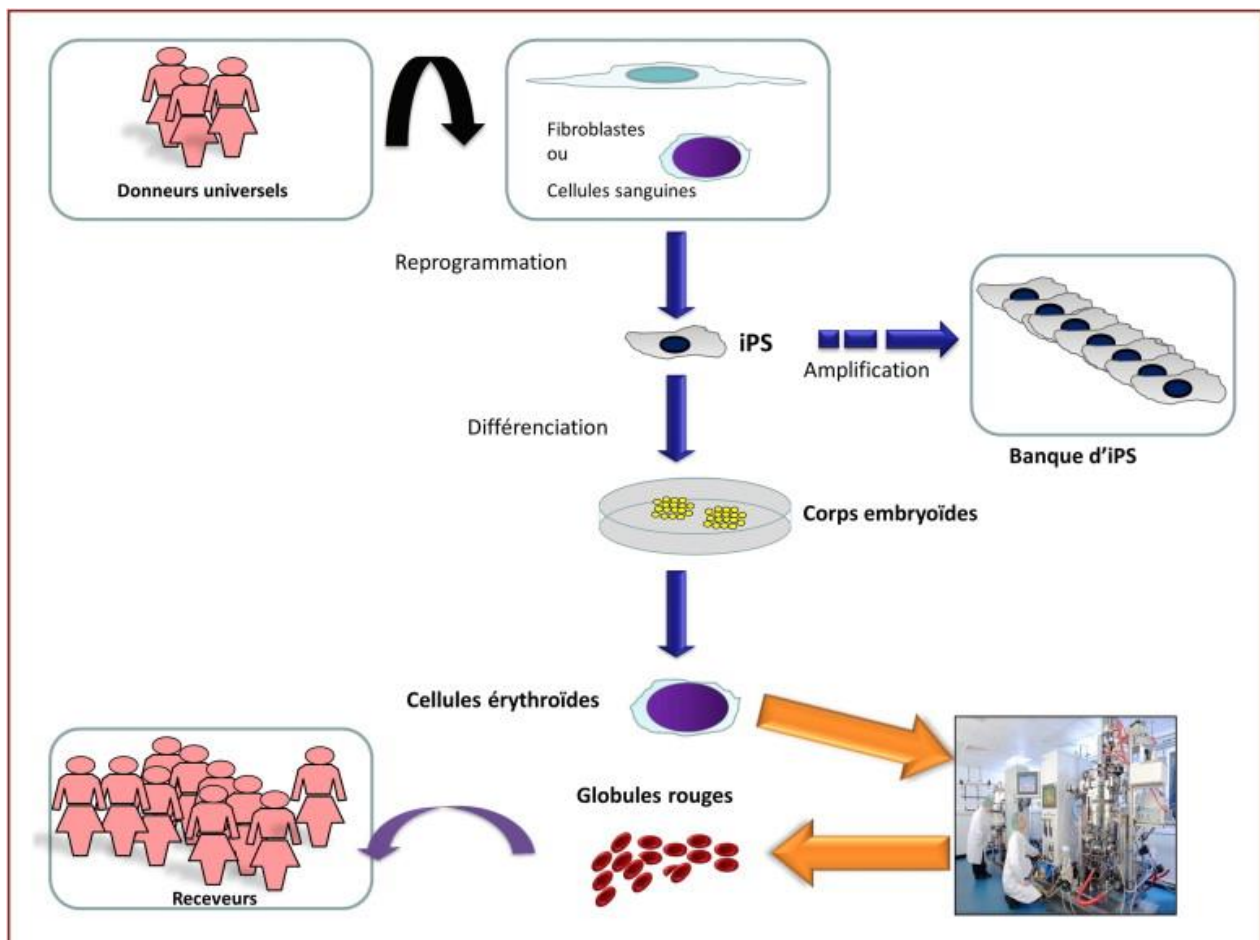 Donneurs universels
Fibroblastes
ou
Cellules sanguines
Reprogrammation
iPS
Amplification
Banque d’iPS
Différenciation
Corps embryoïdes
Cellules érythroïdes
Globules rouges
Receveurs